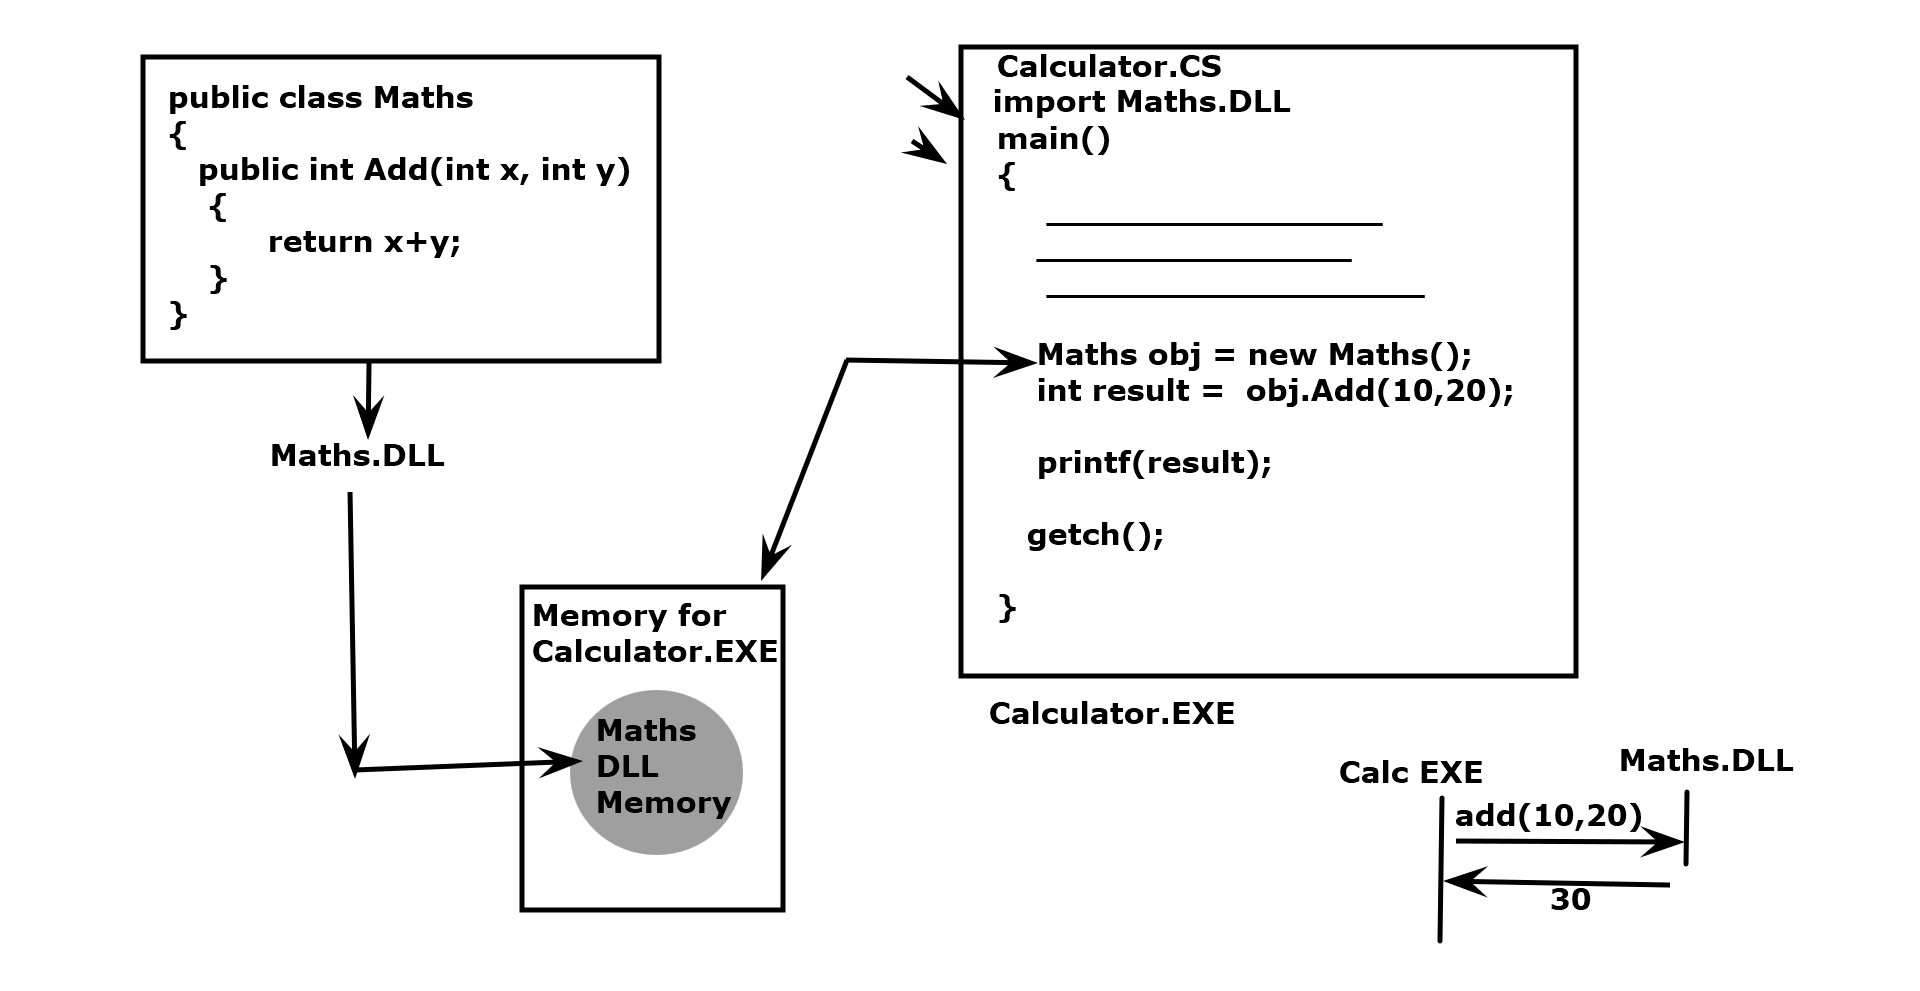 public class Maths
{
public int Add(int x, int y)
{
return x+y;
}
}
Maths.DLL
Memory for
Calculator.EXE
Maths
DLL
Memory
Calculator.CS
import Maths.DLL
main()
{
Maths obj = new Maths();
int result =  obj.Add(10,20);
printf(result);
getch();
}
Calculator.EXE
Calc EXE
Maths.DLL
add(10,20)
30